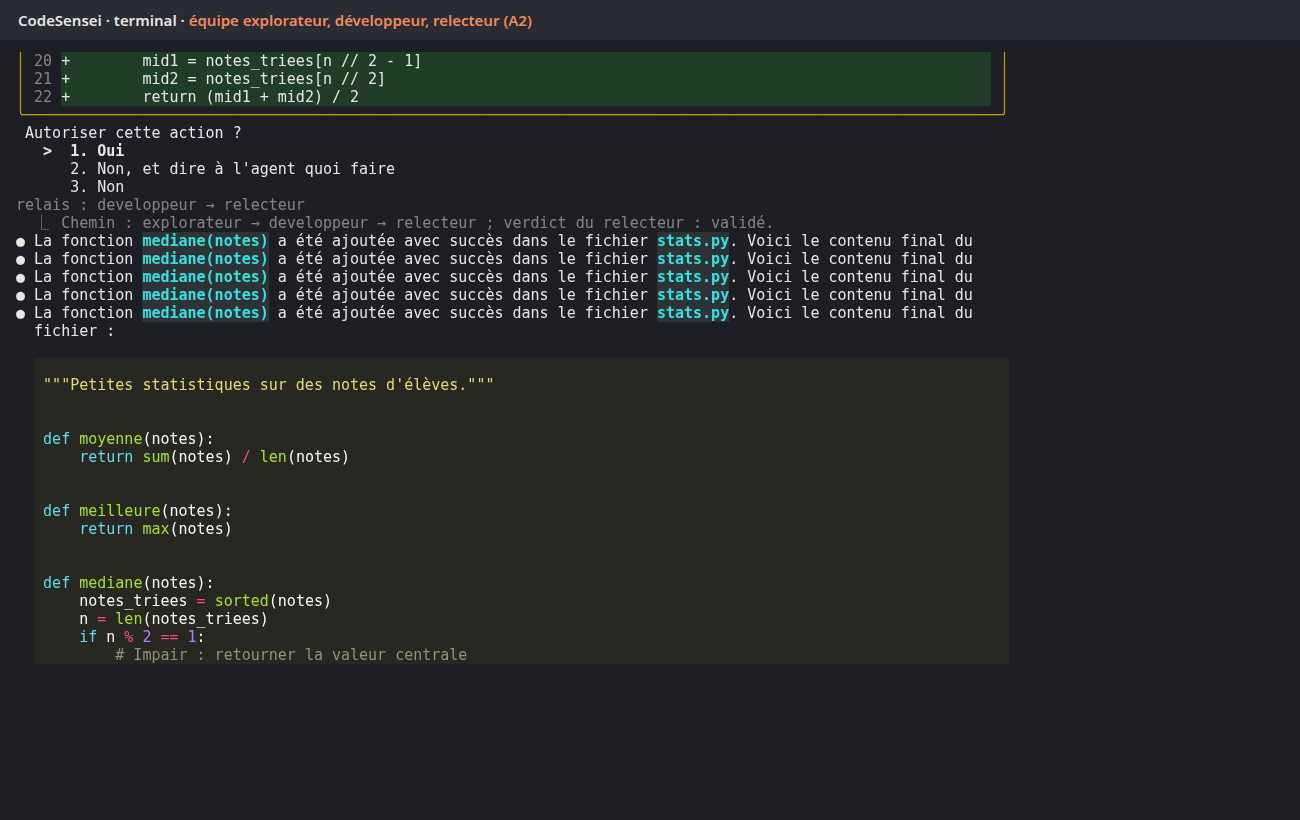 CodeSensei · terminal · équipe explorateur, développeur, relecteur (A2)
20 +        mid1 = notes_triees[n // 2 - 1]
21 +        mid2 = notes_triees[n // 2]
22 +        return (mid1 + mid2) / 2
Autoriser cette action ?
>  1. Oui
2. Non, et dire à l'agent quoi faire
3. Non
relais : developpeur → relecteur
Chemin : explorateur → developpeur → relecteur ; verdict du relecteur : validé.
● La fonction mediane(notes) a été ajoutée avec succès dans le fichier stats.py. Voici le contenu final du
● La fonction mediane(notes) a été ajoutée avec succès dans le fichier stats.py. Voici le contenu final du
● La fonction mediane(notes) a été ajoutée avec succès dans le fichier stats.py. Voici le contenu final du
● La fonction mediane(notes) a été ajoutée avec succès dans le fichier stats.py. Voici le contenu final du
● La fonction mediane(notes) a été ajoutée avec succès dans le fichier stats.py. Voici le contenu final du
fichier :
"""Petites statistiques sur des notes d'élèves."""
def moyenne(notes):
    return sum(notes) / len(notes)
def meilleure(notes):
    return max(notes)
def mediane(notes):
    notes_triees = sorted(notes)
    n = len(notes_triees)
    if n % 2 == 1:
        # Impair : retourner la valeur centrale